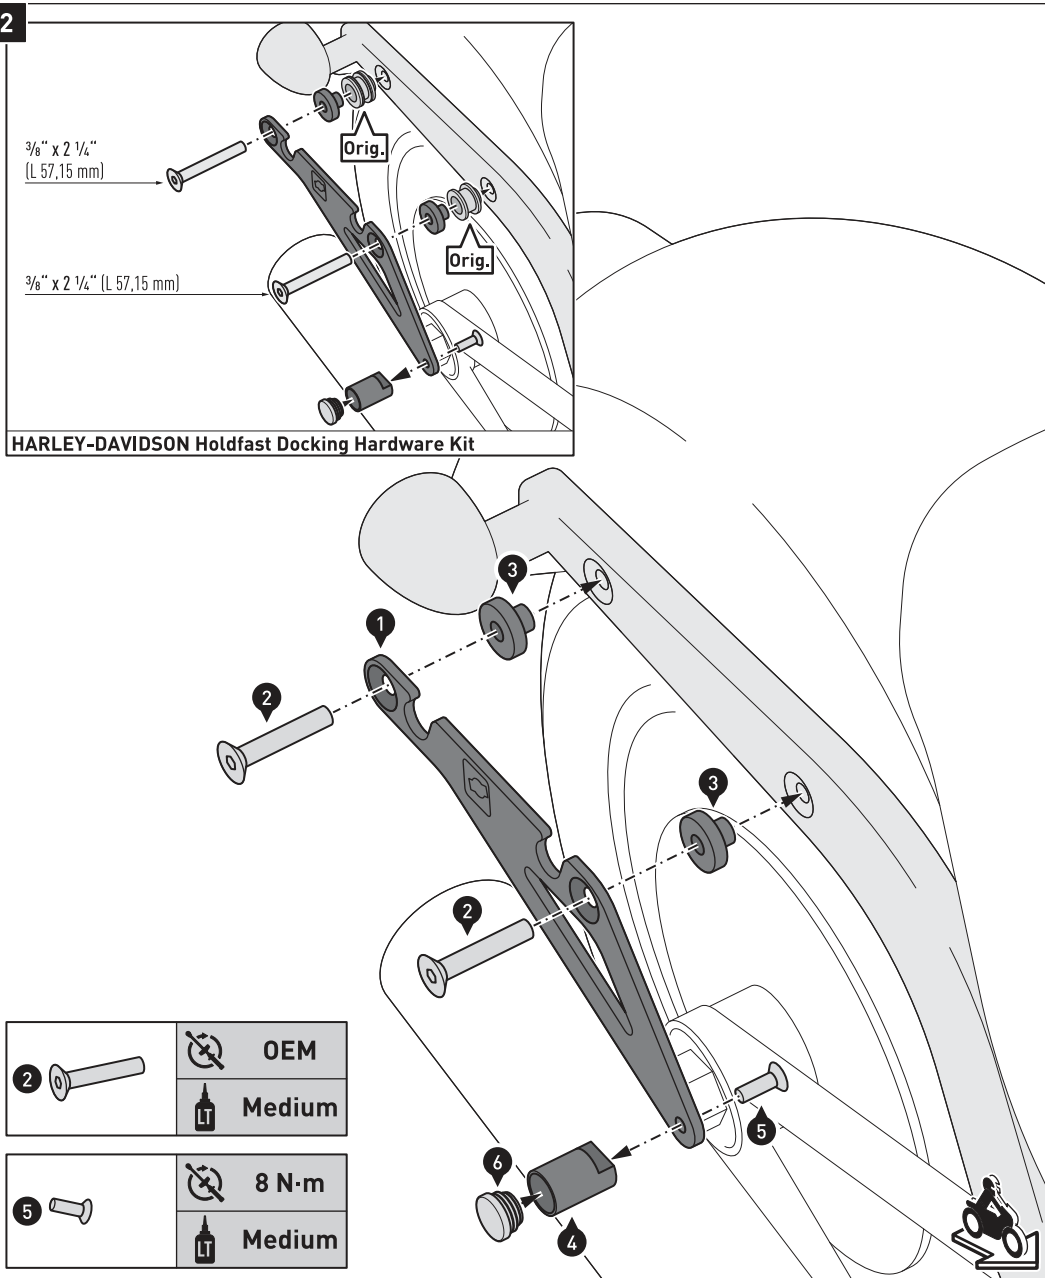 2
3/8“ x 2 1/4“
(L 57,15 mm)
Orig.
3/8“ x 2 1/4“ (L 57,15 mm)
Orig.
HARLEY-DAVIDSON Holdfast Docking Hardware Kit
3
1
2
3
2
2
OEM
LT
Medium
5
8 N·m
LT
Medium
5
6
4